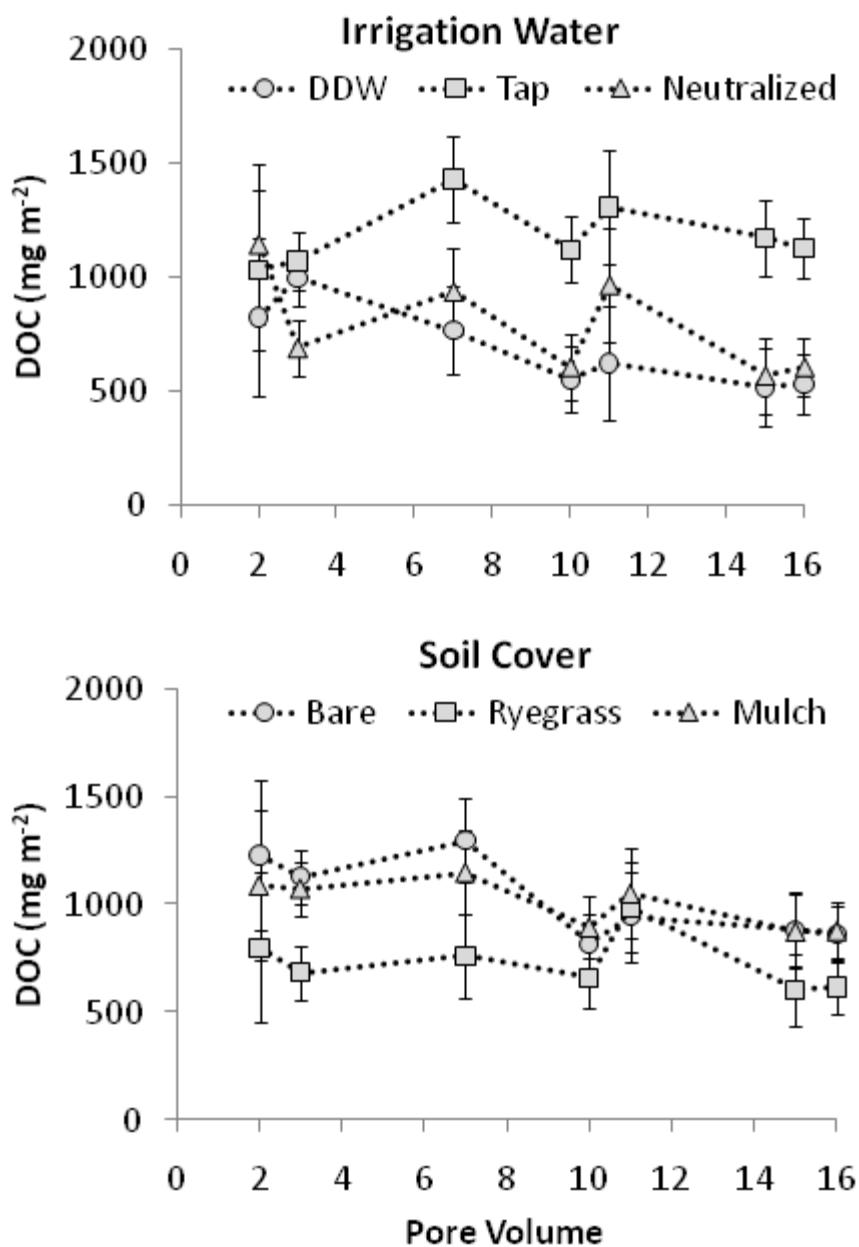 Irrigation Water
2000
DDW Tap Neutralized
1500
1000
500
0
DOC (mg m-2)
0 2 4 6 8 10 12 14 16
Soil Cover
2000
Bare Ryegrass Mulch
1500
1000
500
0
DOC (mg m-2)
0 2 4 6 8 10 12 14 16
Pore Volume